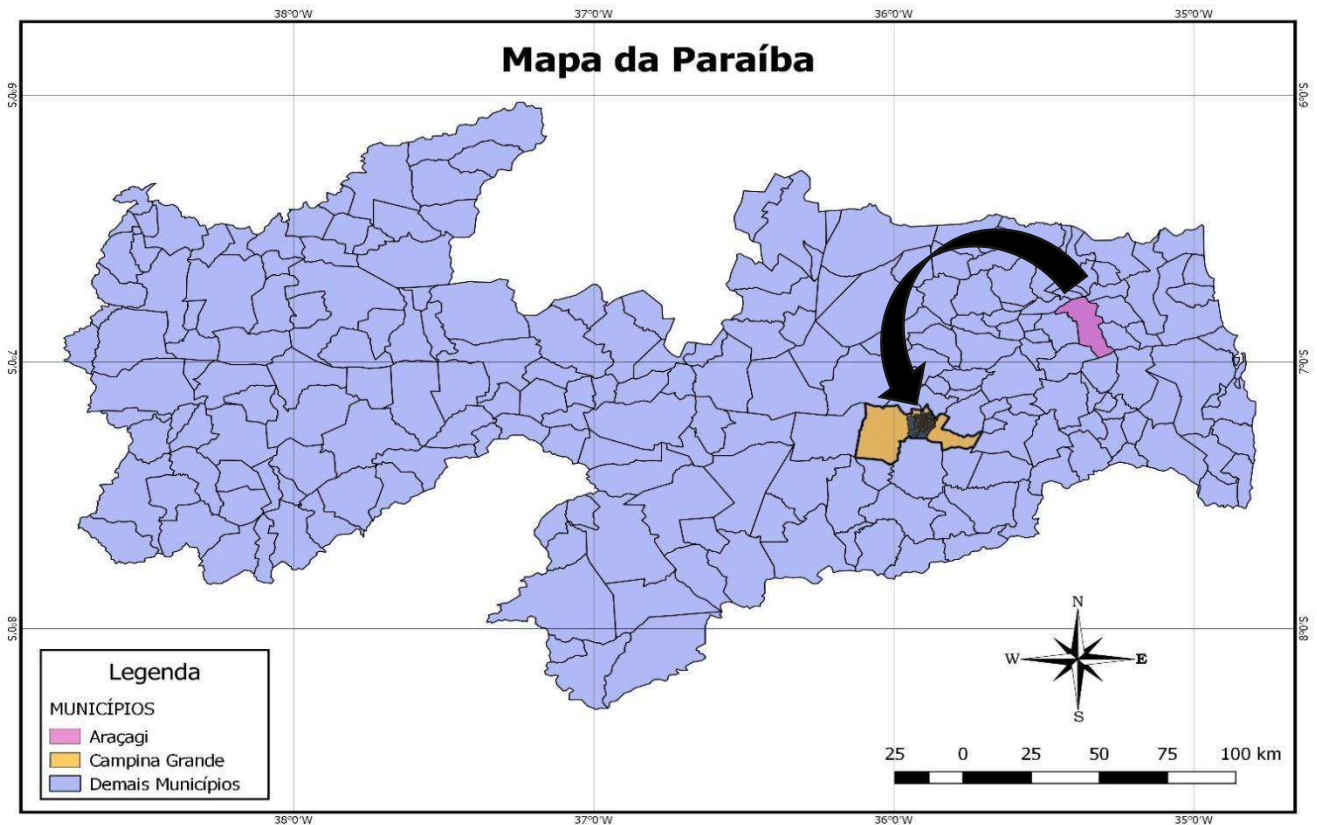 38°0'W 37°0'W 36°0'W 35°0'W
Mapa da Paraíba
6°0'S 6°0'S
7°0'S 7°0'S
8°0'S 8°0'S
N
W E
S
Legenda
MUNICÍPIOS
Araçagi
Campina Grande
Demais Municípios
25 0 25 50 75 100 km
38°0'W 37°0'W 36°0'W 35°0'W